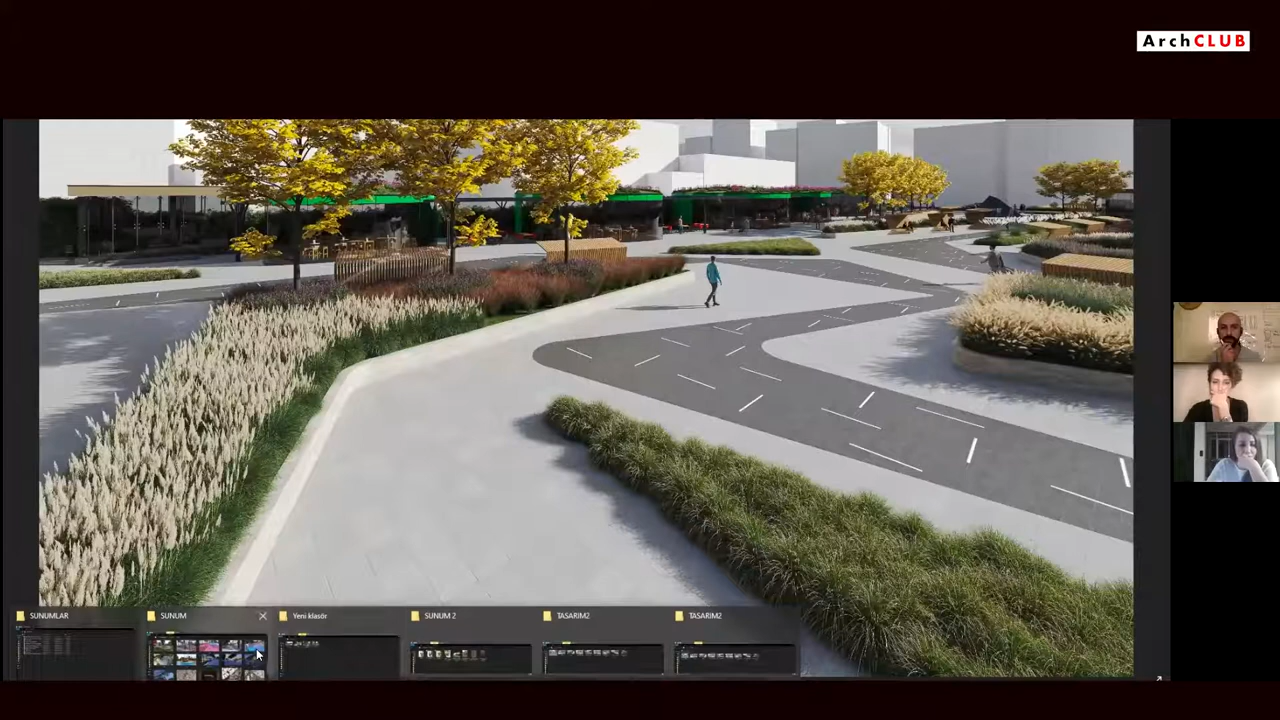 ArchCLUB
SUNUMLAR
SUNUM
Yeni klasör
SUNUM 2
TASARIM2
TASARIM2